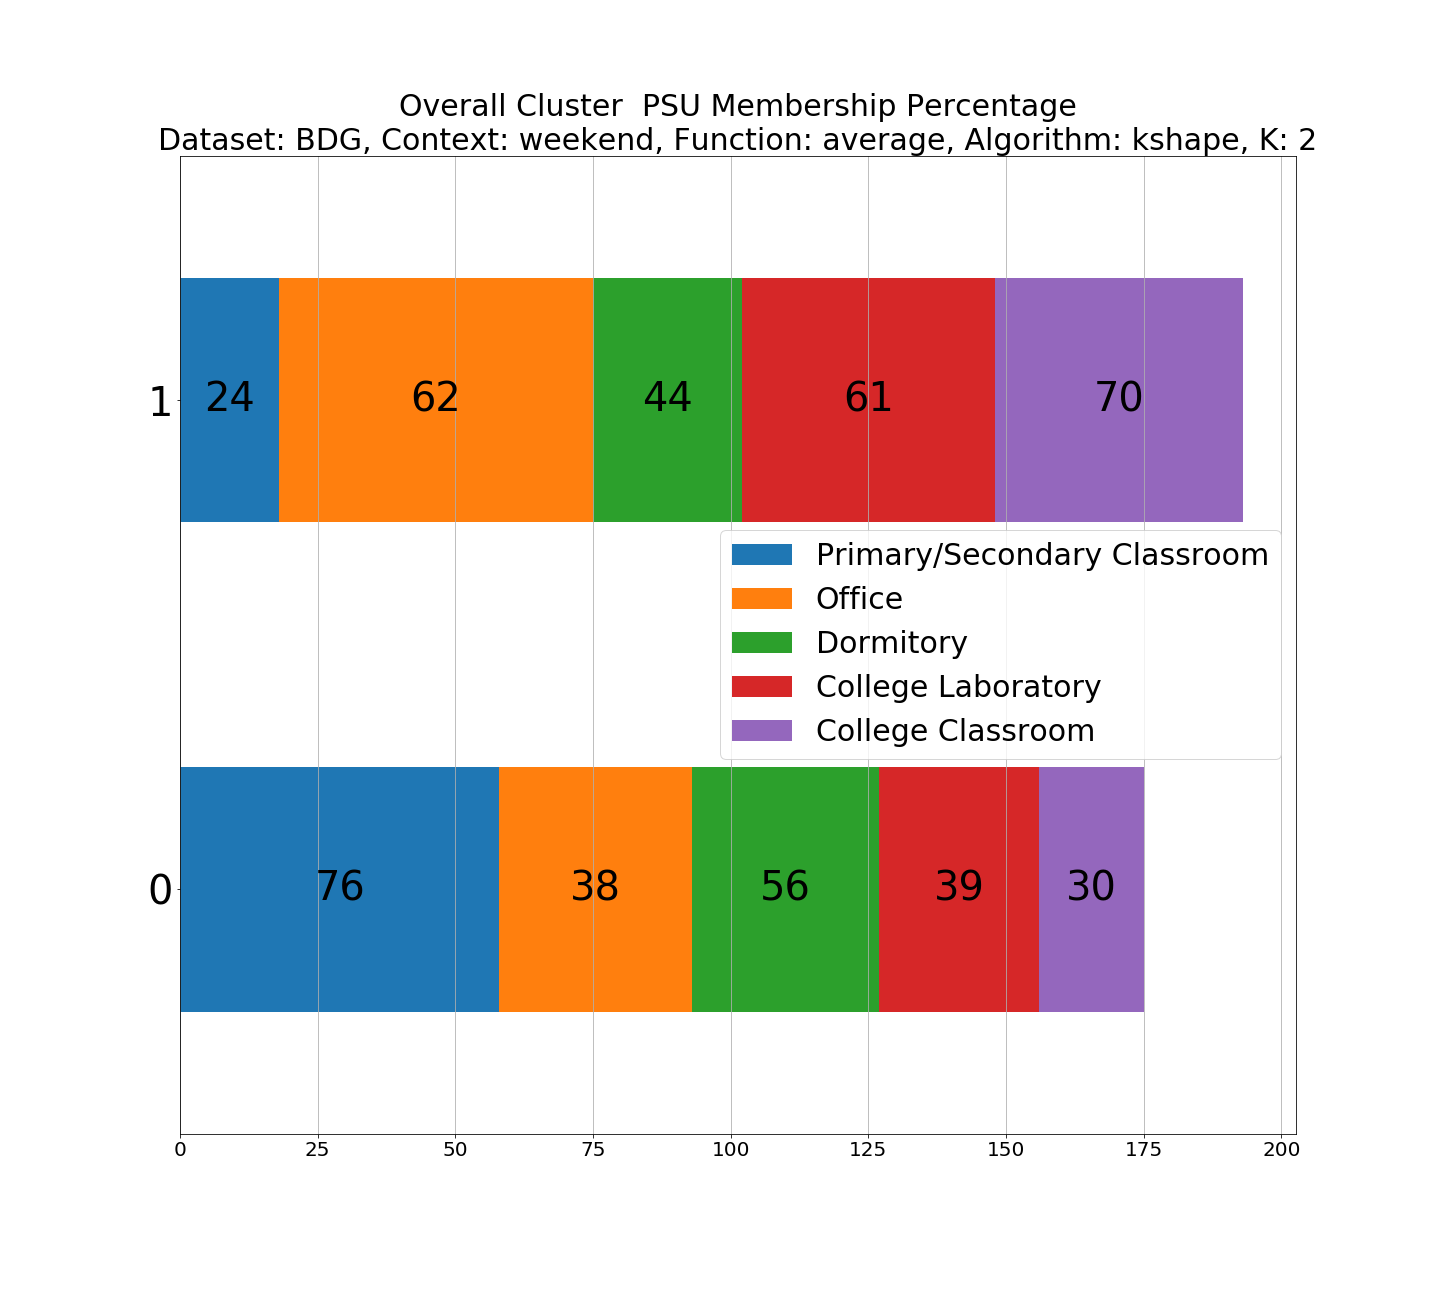 Overall Cluster  PSU Membership Percentage
Dataset: BDG, Context: weekend, Function: average, Algorithm: kshape, K: 2
1
24 62 44 61 70
Primary/Secondary Classroom
Office
Dormitory
College Laboratory
College Classroom
0
76 38 56 39 30
0 25 50 75 100 125 150 175 200